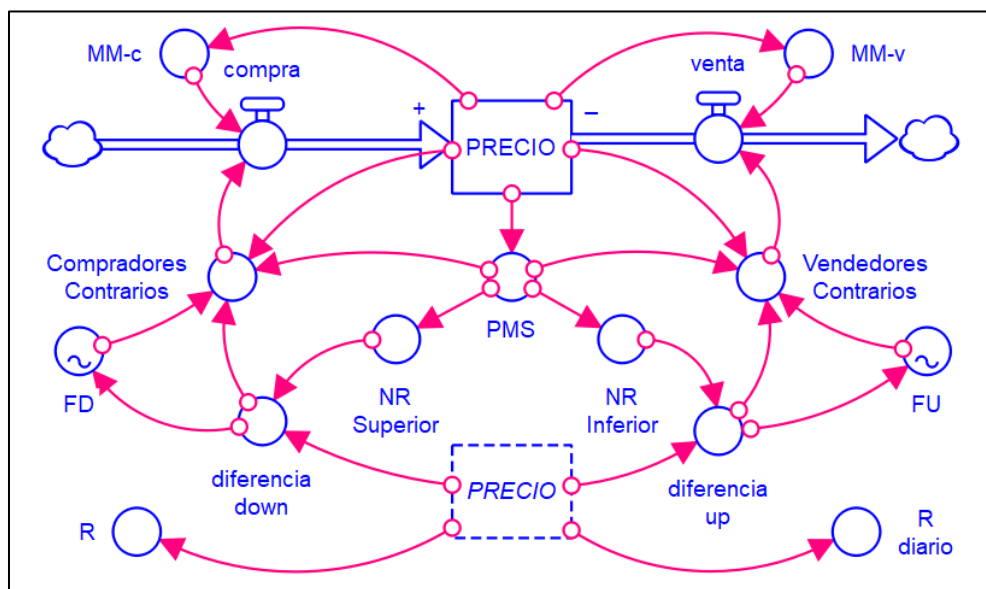 MM-c
compra
venta
MM-v
+
–
PRECIO
Compradores
Contrarios
Vendedores
Contrarios
PMS
FD
NR
Superior
NR
Inferior
FU
diferencia
down
PRECIO
diferencia
up
R
R
diario